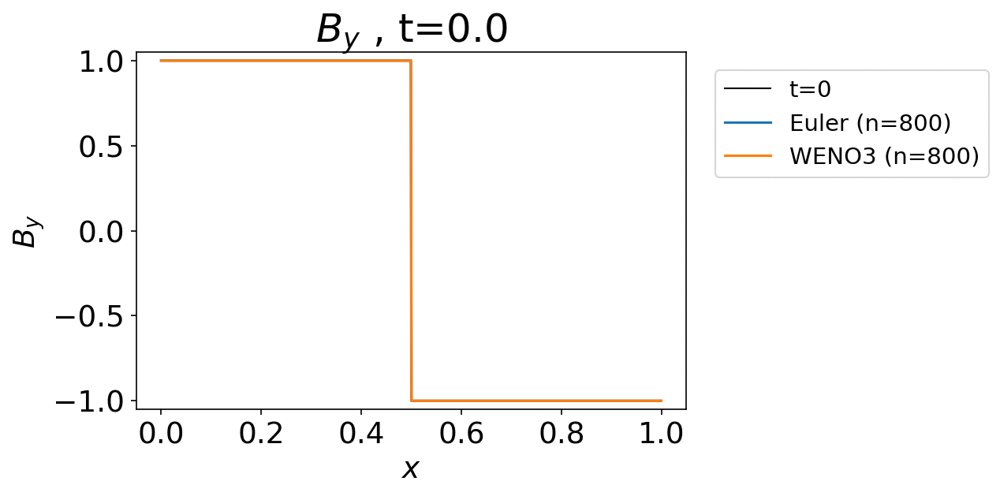 B_y , t=0.0
t=0
Euler (n=800)
WENO3 (n=800)
B_y
1.0
0.5
0.0
−0.5
−1.0
0.0 0.2 0.4 0.6 0.8 1.0
x